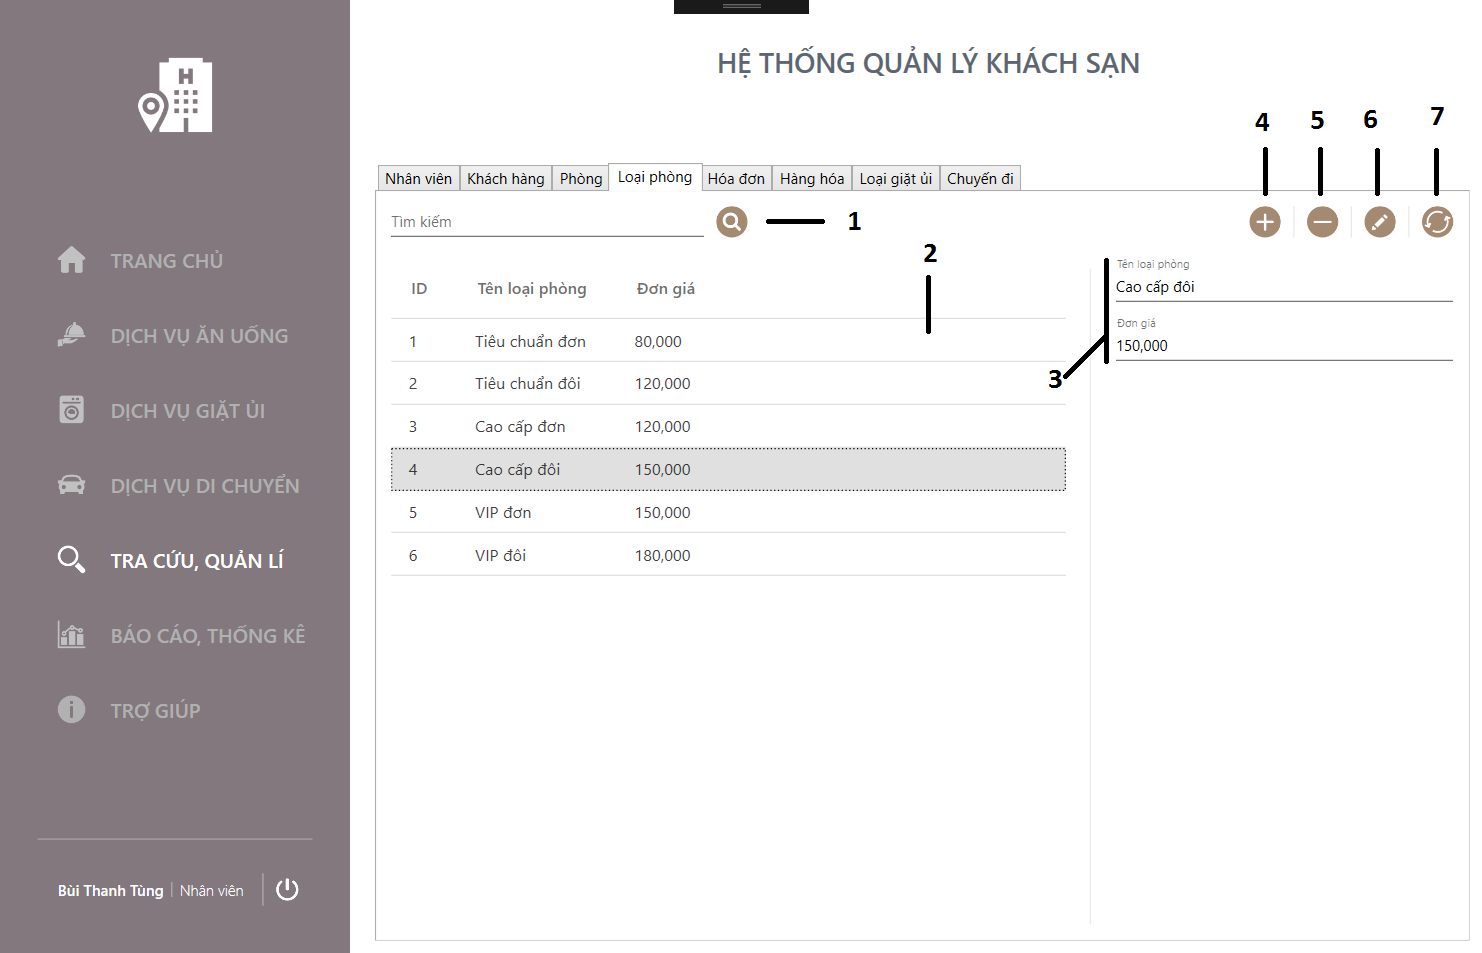 H
HỆ THỐNG QUẢN LÝ KHÁCH SẠN
TRANG CHỦ
DỊCH VỤ ĂN UỐNG
DỊCH VỤ GIẶT ỦI
DỊCH VỤ DI CHUYỂN
TRA CỨU, QUẢN LÍ
BÁO CÁO, THỐNG KÊ
TRỢ GIÚP
Bùi Thanh Tùng | Nhân viên
4 5 6 7
Nhân viên Khách hàng Phòng Loại phòng Hóa đơn Hàng hóa Loại giặt ủi Chuyến đi
Tìm kiếm
1
2
ID Tên loại phòng Đơn giá
1 Tiêu chuẩn đơn 80,000
2 Tiêu chuẩn đôi 120,000
3 Cao cấp đơn 120,000
4 Cao cấp đôi 150,000
5 VIP đơn 150,000
6 VIP đôi 180,000
3
Tên loại phòng
Cao cấp đôi
Đơn giá
150,000